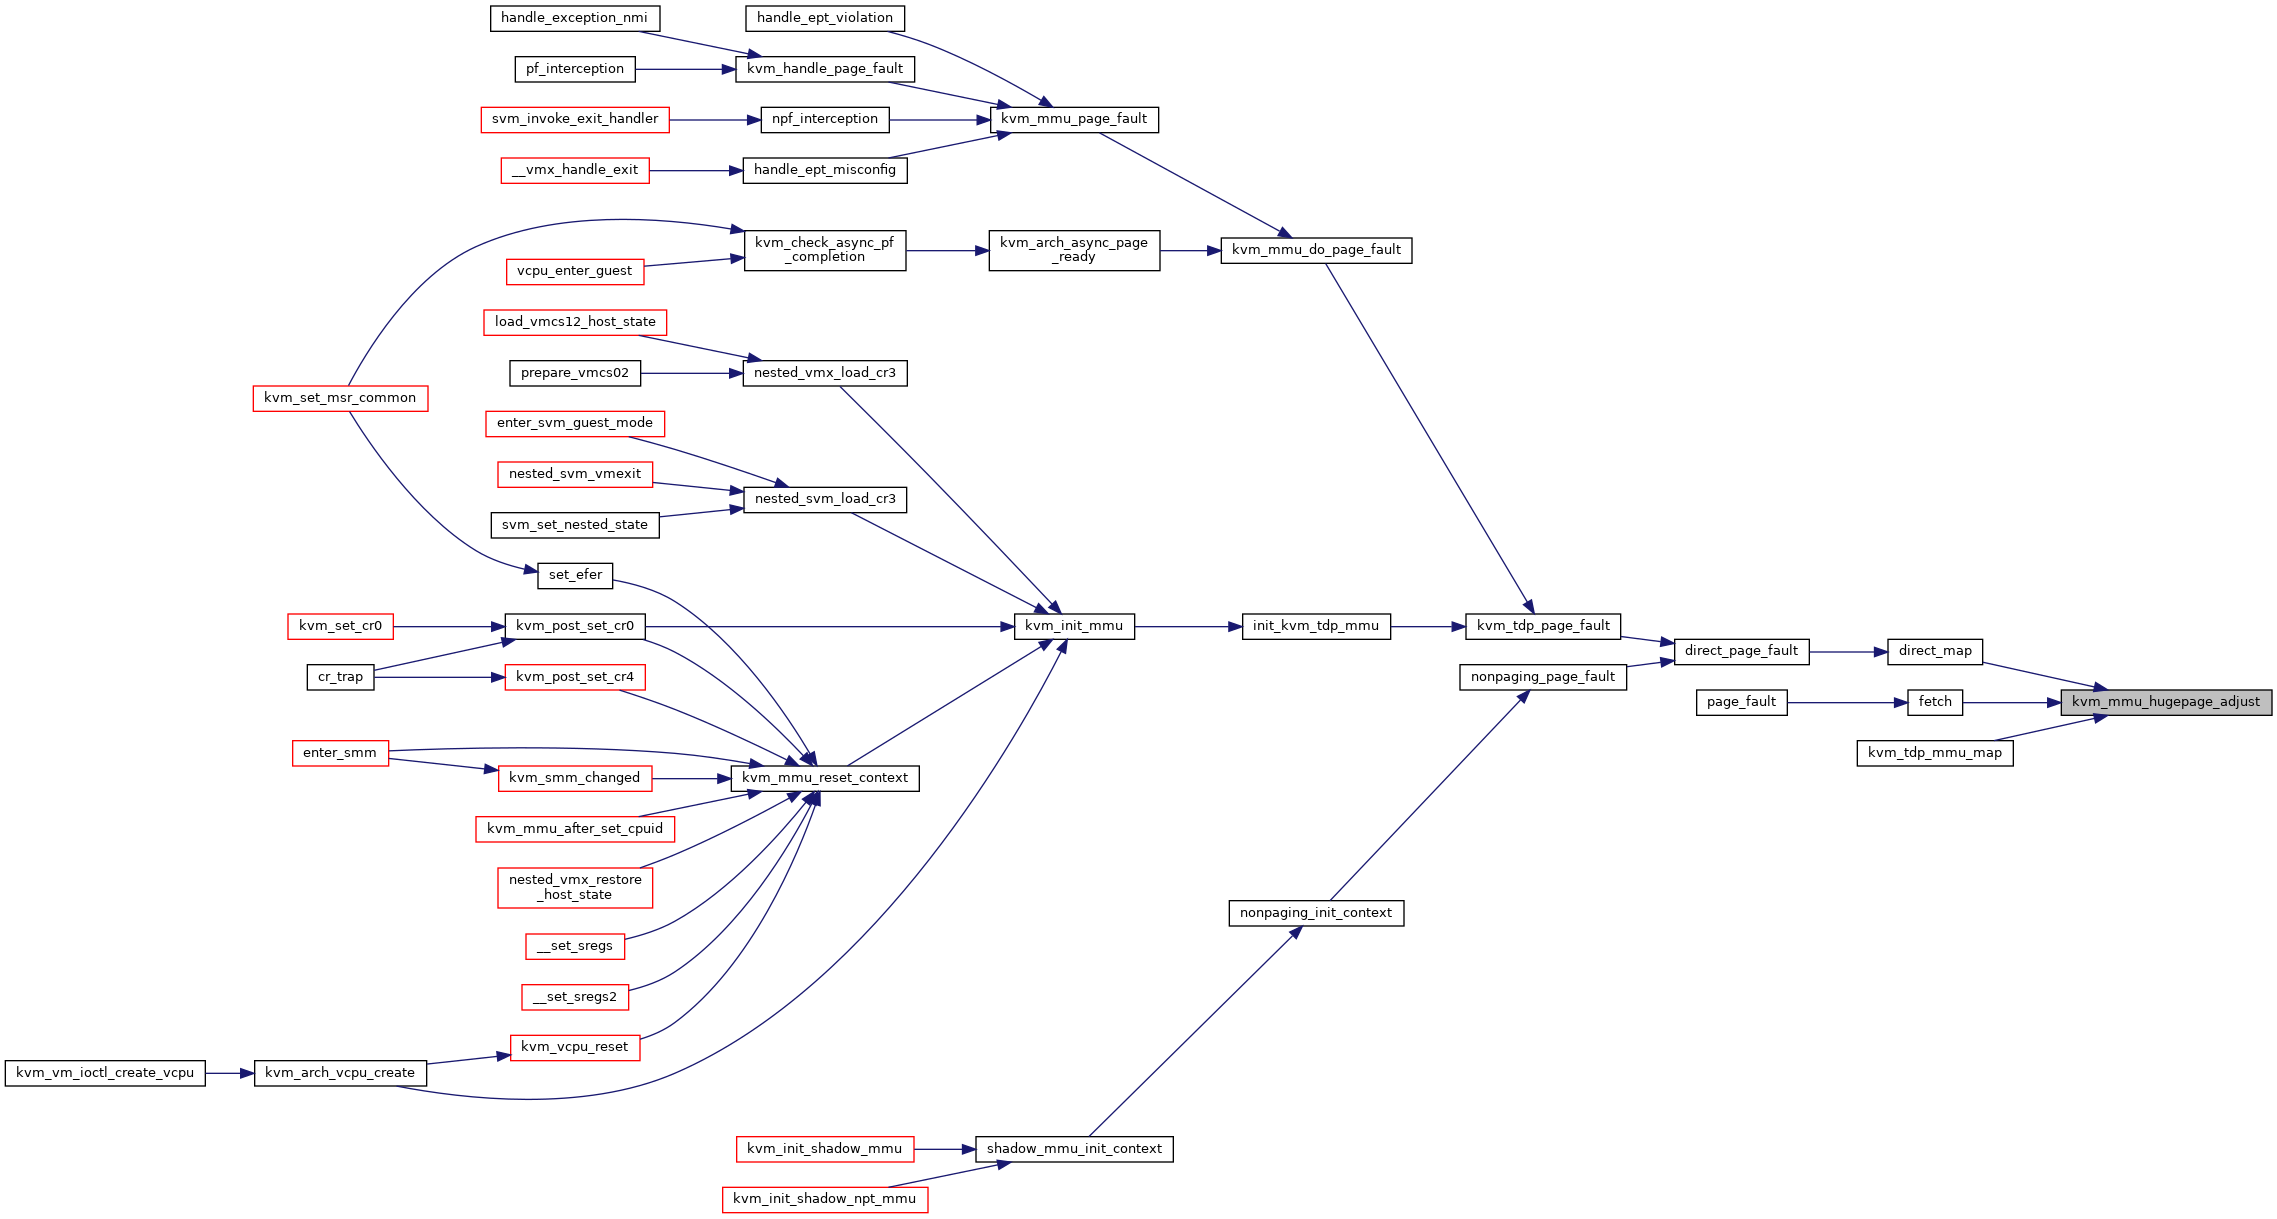 handle_exception_nmi
handle_ept_violation
pf_interception
kvm_handle_page_fault
svm_invoke_exit_handler
npf_interception
kvm_mmu_page_fault
__vmx_handle_exit
handle_ept_misconfig
kvm_check_async_pf
_completion
kvm_arch_async_page
_ready
kvm_mmu_do_page_fault
vcpu_enter_guest
load_vmcs12_host_state
prepare_vmcs02
nested_vmx_load_cr3
kvm_set_msr_common
enter_svm_guest_mode
nested_svm_vmexit
nested_svm_load_cr3
svm_set_nested_state
set_efer
kvm_set_cr0
kvm_post_set_cr0
kvm_init_mmu
init_kvm_tdp_mmu
kvm_tdp_page_fault
direct_page_fault
direct_map
cr_trap
kvm_post_set_cr4
nonpaging_page_fault
page_fault
fetch
kvm_mmu_hugepage_adjust
enter_smm
kvm_tdp_mmu_map
kvm_smm_changed
kvm_mmu_reset_context
kvm_mmu_after_set_cpuid
nested_vmx_restore
_host_state
nonpaging_init_context
__set_sregs
__set_sregs2
kvm_vcpu_reset
kvm_vm_ioctl_create_vcpu
kvm_arch_vcpu_create
kvm_init_shadow_mmu
shadow_mmu_init_context
kvm_init_shadow_npt_mmu